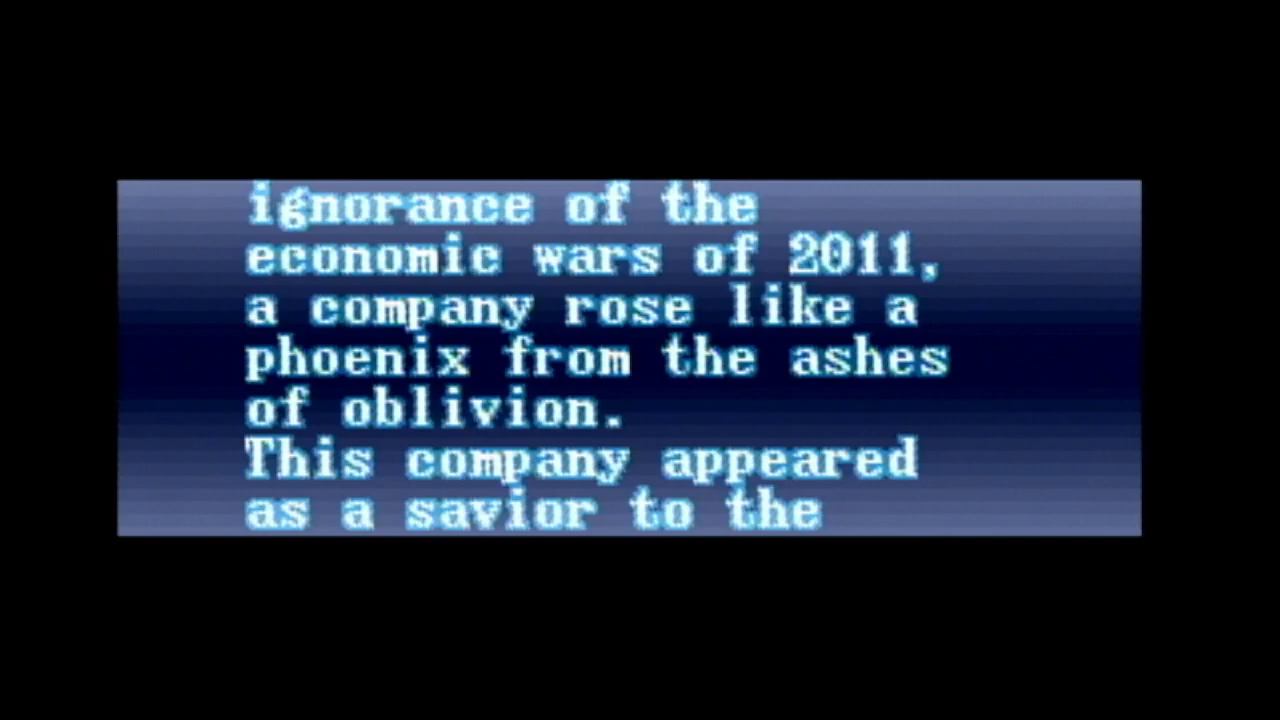 ignorance of the
economic wars of 2011,
a company rose like a
phoenix from the ashes
of oblivion.
This company appeared
as a savior to the